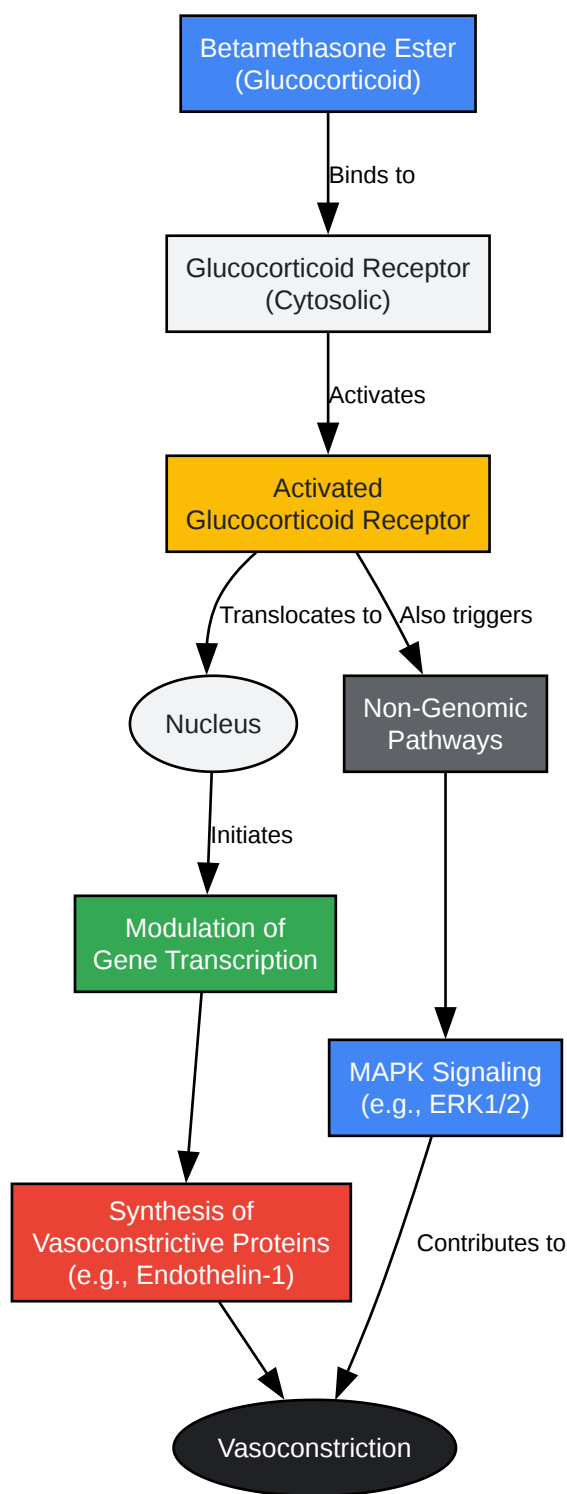 Betamethasone Ester
(Glucocorticoid)
Binds to
Glucocorticoid Receptor
(Cytosolic)
Activates
Activated
Glucocorticoid Receptor
Translocates to
Also triggers
Nucleus
Non-Genomic
Pathways
Initiates
Modulation of
Gene Transcription
MAPK Signaling
(e.g., ERK1/2)
Synthesis of
Vasoconstrictive Proteins
(e.g., Endothelin-1)
Contributes to
Vasoconstriction